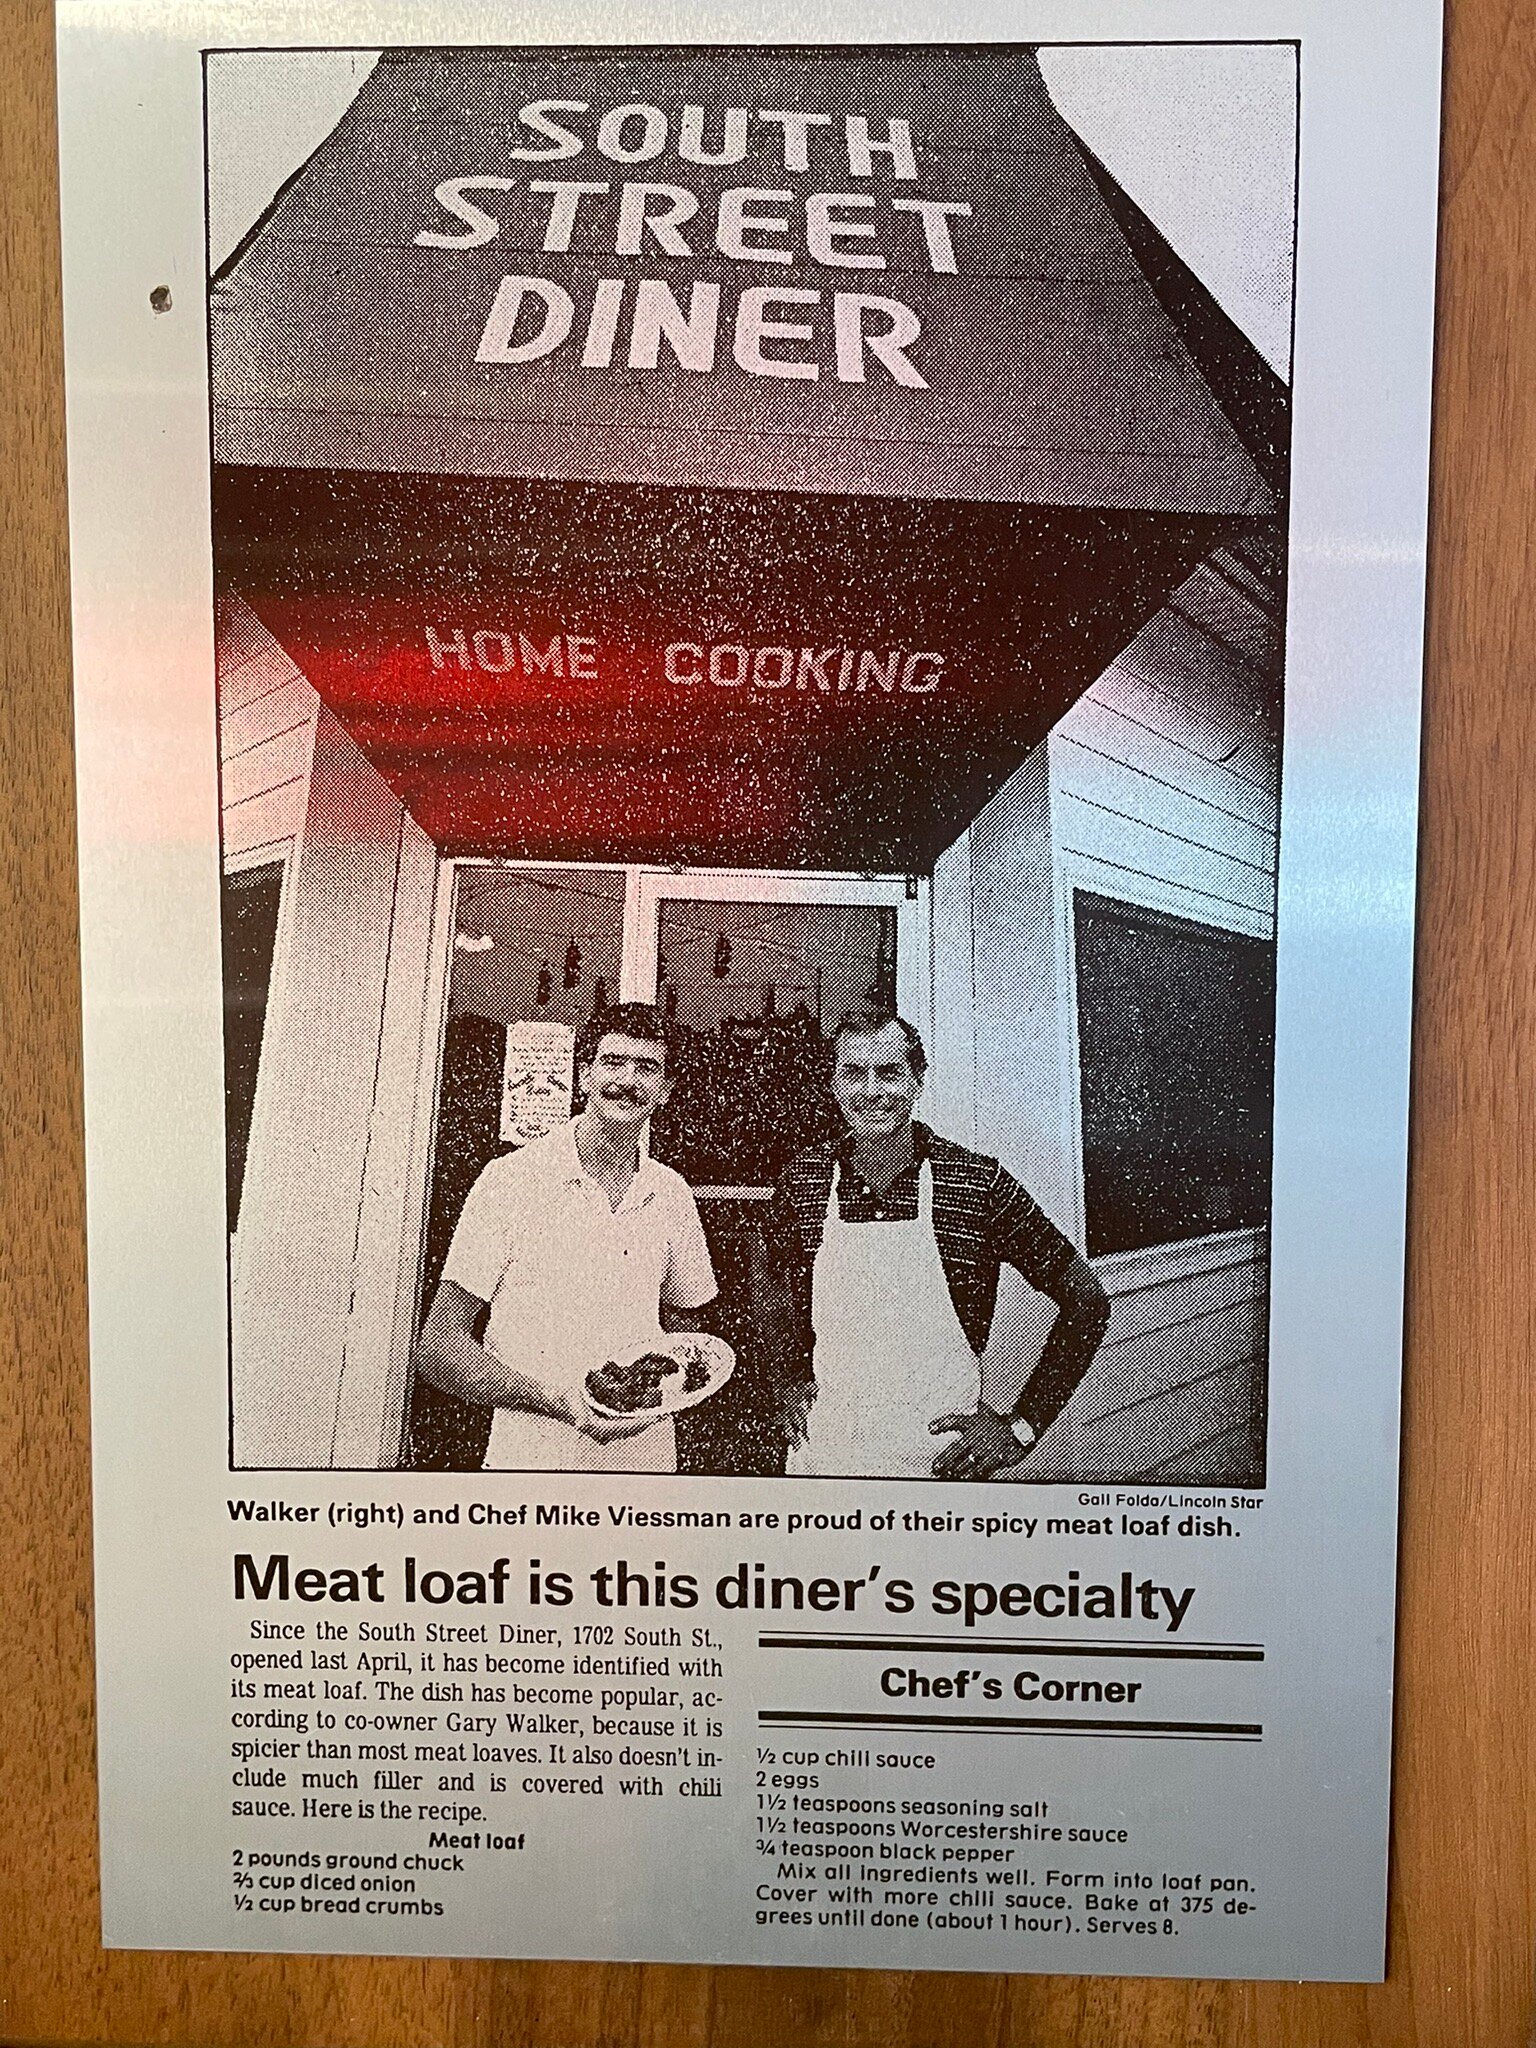 SOUTH
STREET
DINER
HOME COOKING
Gail Folda/Lincoln Star
Walker (right) and Chef Mike Viessman are proud of their spicy meat loaf dish.
Meat loaf is this diner's specialty
Since the South Street Diner, 1702 South St.,
opened last April, it has become identified with
its meat loaf. The dish has become popular, ac-
cording to co-owner Gary Walker, because it is
spicier than most meat loaves. It also doesn't in-
clude much filler and is covered with chili
sauce. Here is the recipe.
Meat loaf
2 pounds ground chuck
⅔ cup diced onion
½ cup bread crumbs
Chef's Corner
½ cup chili sauce
2 eggs
1½ teaspoons seasoning salt
1½ teaspoons Worcestershire sauce
¾ teaspoon black pepper
Mix all ingredients well. Form into loaf pan.
Cover with more chili sauce. Bake at 375 de-
grees until done (about 1 hour). Serves 8.